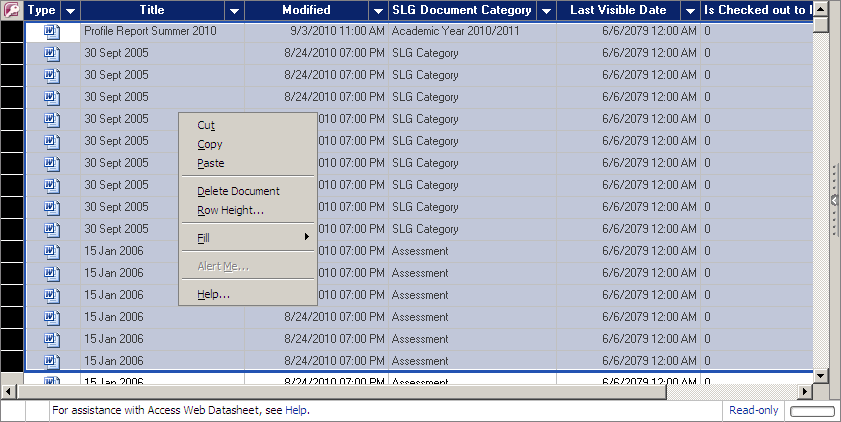 Type Title Modified SLG Document Category Last Visible Date Is Checked out to l
Profile Report Summer 2010 9/3/2010 11:00 AM Academic Year 2010/2011 6/6/2079 12:00 AM 0
30 Sept 2005 8/24/2010 07:00 PM SLG Category 6/6/2079 12:00 AM 0
30 Sept 2005 8/24/2010 07:00 PM SLG Category 6/6/2079 12:00 AM 0
30 Sept 2005 8/24/2010 07:00 PM SLG Category 6/6/2079 12:00 AM 0
30 Sept 2005 010 07:00 PM SLG Category 6/6/2079 12:00 AM 0
30 Sept 2005 010 07:00 PM SLG Category 6/6/2079 12:00 AM 0
30 Sept 2005 010 07:00 PM SLG Category 6/6/2079 12:00 AM 0
30 Sept 2005 010 07:00 PM SLG Category 6/6/2079 12:00 AM 0
30 Sept 2005 010 07:00 PM SLG Category 6/6/2079 12:00 AM 0
30 Sept 2005 010 07:00 PM SLG Category 6/6/2079 12:00 AM 0
15 Jan 2006 010 07:00 PM Assessment 6/6/2079 12:00 AM 0
15 Jan 2006 010 07:00 PM Assessment 6/6/2079 12:00 AM 0
15 Jan 2006 010 07:00 PM Assessment 6/6/2079 12:00 AM 0
15 Jan 2006 8/24/2010 07:00 PM Assessment 6/6/2079 12:00 AM 0
15 Jan 2006 8/24/2010 07:00 PM Assessment 6/6/2079 12:00 AM 0
15 Jan 2006 8/24/2010 07:00 PM Assessment 6/6/2079 12:00 AM 0
15 Jan 2006 8/24/2010 07:00 PM Assessment 6/6/2079 12:00 AM 0
Cut
Copy
Paste
Delete Document
Row Height...
Fill
Alert Me...
Help...
For assistance with Access Web Datasheet, see Help. Read-only